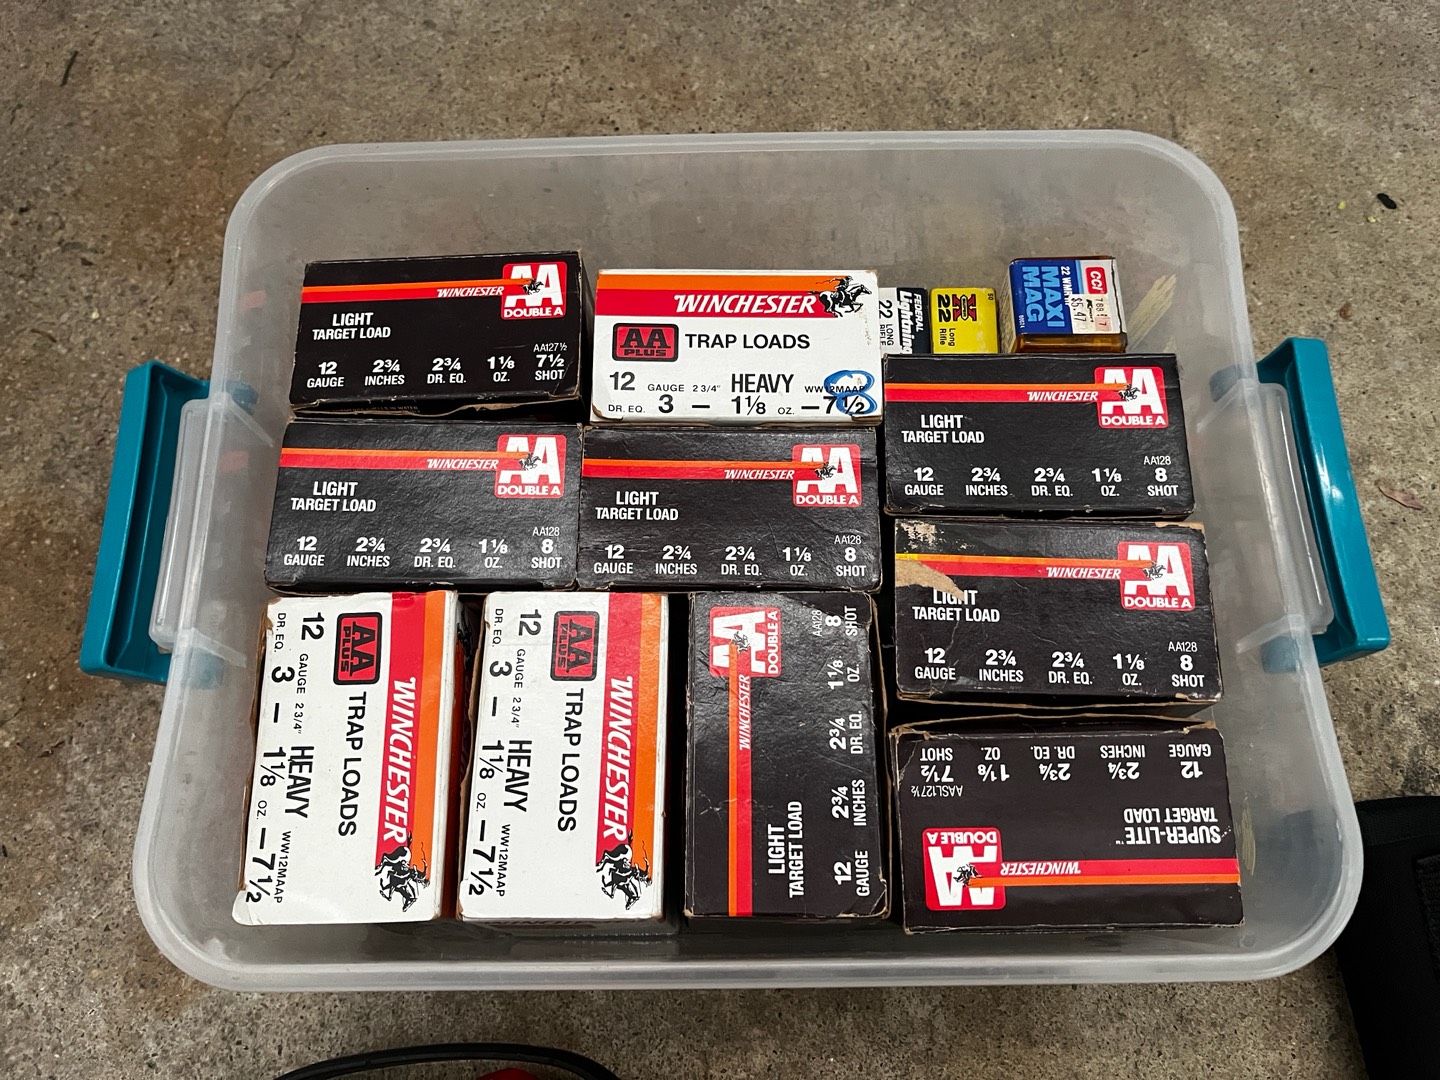 WINCHESTER
AA
DOUBLE A
LIGHT
TARGET LOAD
AA127½
12 2¾ 2¾ 1⅛ 7½
GAUGE INCHES DR. EQ. OZ. SHOT
WINCHESTER
AA
PLUS
TRAP LOADS
12 GAUGE 2 3/4" HEAVY WW12MAAP
DR. EQ. 3 — 1⅛ OZ. — 7½
8
FEDERAL
Lightning
22 LONG
RIFLE
50
X
22
Long
Rifle
CCI
22 WMR
MAXI
MAG
$5.47
WINCHESTER
AA
DOUBLE A
LIGHT
TARGET LOAD
AA128
12 2¾ 2¾ 1⅛ 8
GAUGE INCHES DR. EQ. OZ. SHOT
WINCHESTER
AA
DOUBLE A
LIGHT
TARGET LOAD
AA128
12 2¾ 2¾ 1⅛ 8
GAUGE INCHES DR. EQ. OZ. SHOT
WINCHESTER
AA
DOUBLE A
LIGHT
TARGET LOAD
AA128
12 2¾ 2¾ 1⅛ 8
GAUGE INCHES DR. EQ. OZ. SHOT
WINCHESTER
AA
DOUBLE A
LIGHT
TARGET LOAD
AA128
12 2¾ 2¾ 1⅛ 8
GAUGE INCHES DR. EQ. OZ. SHOT
WINCHESTER
AA
PLUS
TRAP LOADS
12 GAUGE 2 3/4" HEAVY WW12MAAP
DR. EQ. 3 — 1⅛ OZ. — 7½
WINCHESTER
AA
PLUS
TRAP LOADS
12 GAUGE 2 3/4" HEAVY WW12MAAP
DR. EQ. 3 — 1⅛ OZ. — 7½
WINCHESTER
AA
DOUBLE A
LIGHT
TARGET LOAD
AA128
12 2¾ 2¾ 1⅛ 8
GAUGE INCHES DR. EQ. OZ. SHOT
WINCHESTER
AA
DOUBLE A
SUPER-LITE™
TARGET LOAD
AASL127½
12 2¾ 2¾ 1⅛ 7½
GAUGE INCHES DR. EQ. OZ. SHOT